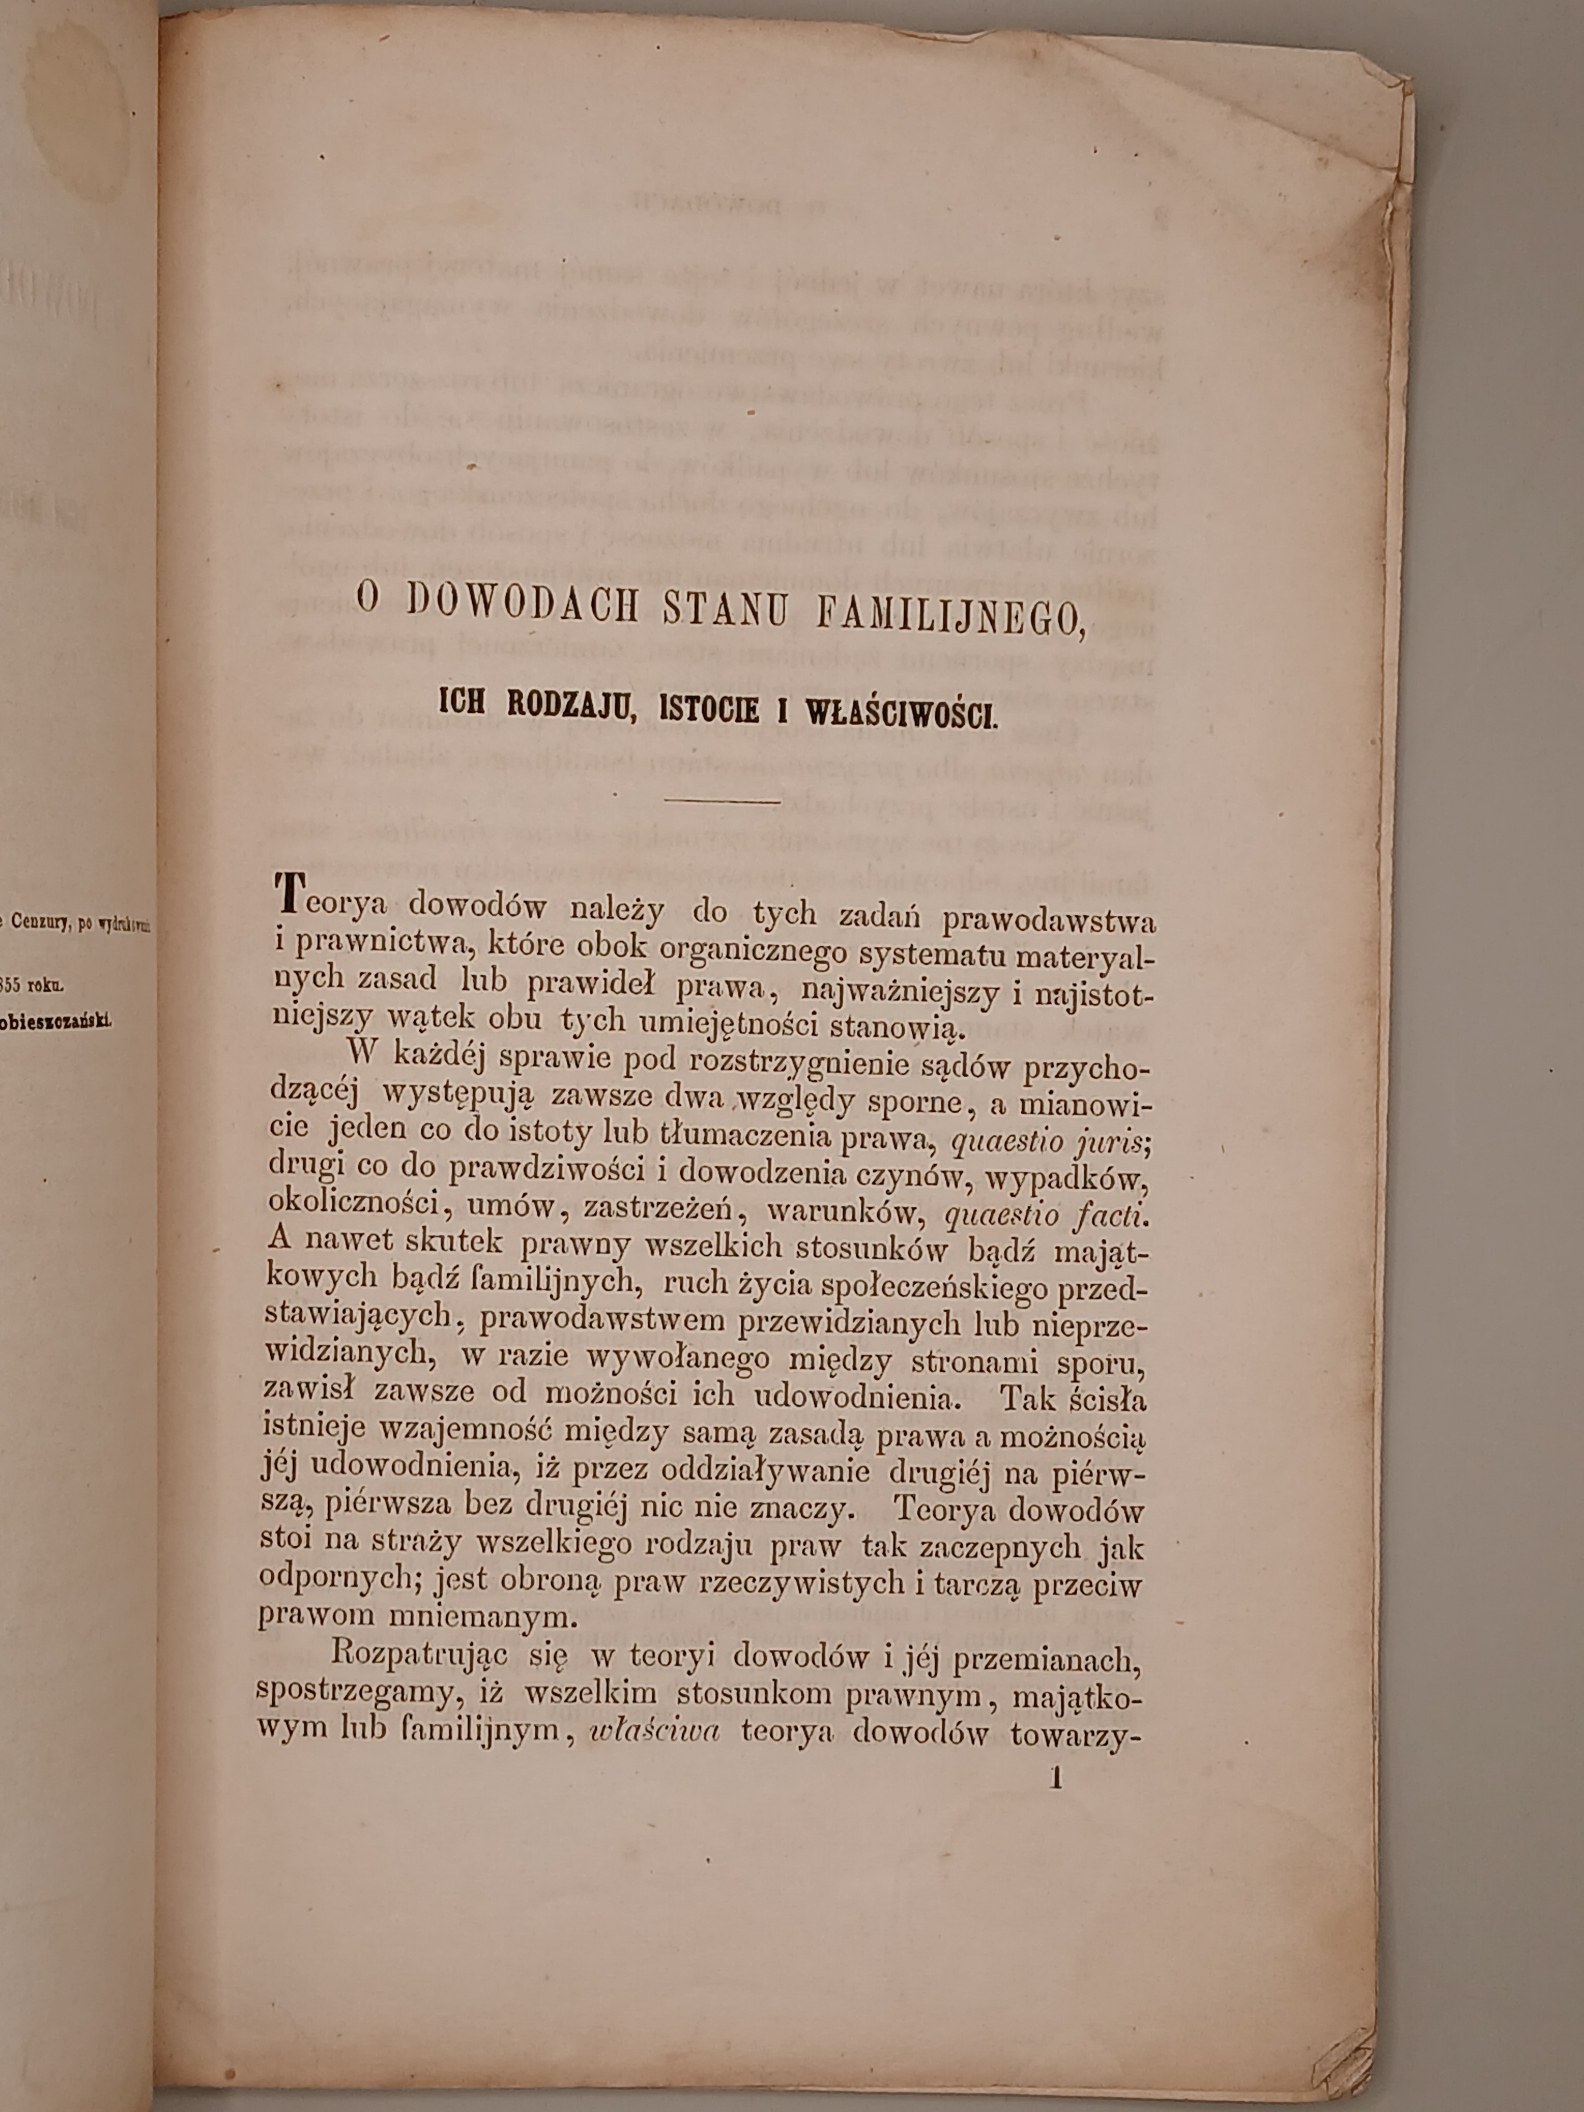 Cenzury, po
855 roku.
obieszczański.
O DOWODACH STANU FAMILIJNEGO,
ICH RODZAJU, ISTOCIE I WŁAŚCIWOŚCI.
Teorya dowodów należy do tych zadań prawodawstwa
i prawnictwa, które obok organicznego systematu materyal-
nych zasad lub prawideł prawa, najważniejszy i najistot-
niejszy wątek obu tych umiejętności stanowią.
W każdéj sprawie pod rozstrzygnienie sądów przycho-
dzącéj występują zawsze dwa względy sporne, a mianowi-
cie jeden co do istoty lub tłumaczenia prawa, quaestio juris;
drugi co do prawdziwości i dowodzenia czynów, wypadków,
okoliczności, umów, zastrzeżeń, warunków, quaestio facti.
A nawet skutek prawny wszelkich stosunków bądź mająt-
kowych bądź familijnych, ruch życia społeczeńskiego przed-
stawiających, prawodawstwem przewidzianych lub nieprze-
widzianych, w razie wywołanego między stronami sporu,
zawisł zawsze od możności ich udowodnienia. Tak ścisła
istnieje wzajemność między samą zasadą prawa a możnością
jéj udowodnienia, iż przez oddziaływanie drugiéj na piérw-
szą, piérwsza bez drugiéj nic nie znaczy. Teorya dowodów
stoi na straży wszelkiego rodzaju praw tak zaczepnych jak
odpornych; jest obroną praw rzeczywistych i tarczą przeciw
prawom mniemanym.
Rozpatrując się w teoryi dowodów i jéj przemianach,
spostrzegamy, iż wszelkim stosunkom prawnym, majątko-
wym lub familijnym, właściwa teorya dowodów towarzy-
1